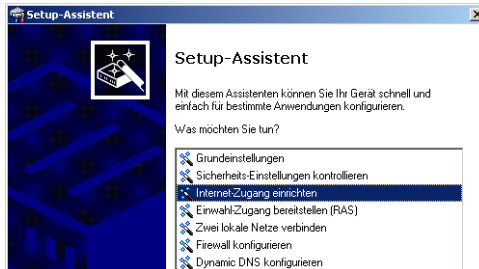 Setup-Assistent
Setup-Assistent
Mit diesem Assistenten können Sie Ihr Gerät schnell und
einfach für bestimmte Anwendungen konfigurieren.
Was möchten Sie tun?
Grundeinstellungen
Sicherheits-Einstellungen kontrollieren
Internet-Zugang einrichten
Einwahl-Zugang bereitstellen (RAS)
Zwei lokale Netze verbinden
Firewall konfigurieren
Dynamic DNS konfigurieren